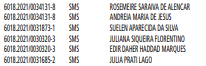 6018.2021/0034131-8 SMS ROSEMEIRE SARAIVA DE ALENCAR
6018.2021/0034131-8 SMS ANDREIA MARIA DE JESUS
6018.2021/0031873-1 SMS SUELEN APARECIDA DA SILVA
6018.2021/0030320-3 SMS JULIANA SIQUEIRA FLORENTINO
6018.2021/0030320-3 SMS EDIR DAHER HADDAD MARQUES
6018.2021/0031685-2 SMS JULIA PRATI LAGO